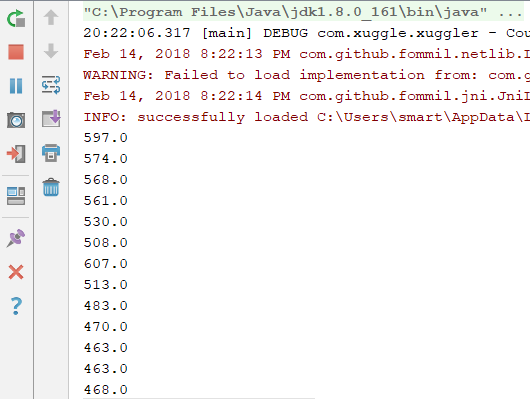 "C:\Program Files\Java\jdk1.8.0_161\bin\java" ...
20:22:06.317 [main] DEBUG com.xuggle.xuggler - Cou
Feb 14, 2018 8:22:13 PM com.github.fommil.netlib.
WARNING: Failed to load implementation from: com.g
Feb 14, 2018 8:22:14 PM com.github.fommil.jni.Jni
INFO: successfully loaded C:\Users\smart\AppData\
597.0
574.0
568.0
561.0
530.0
508.0
607.0
513.0
483.0
470.0
463.0
463.0
468.0